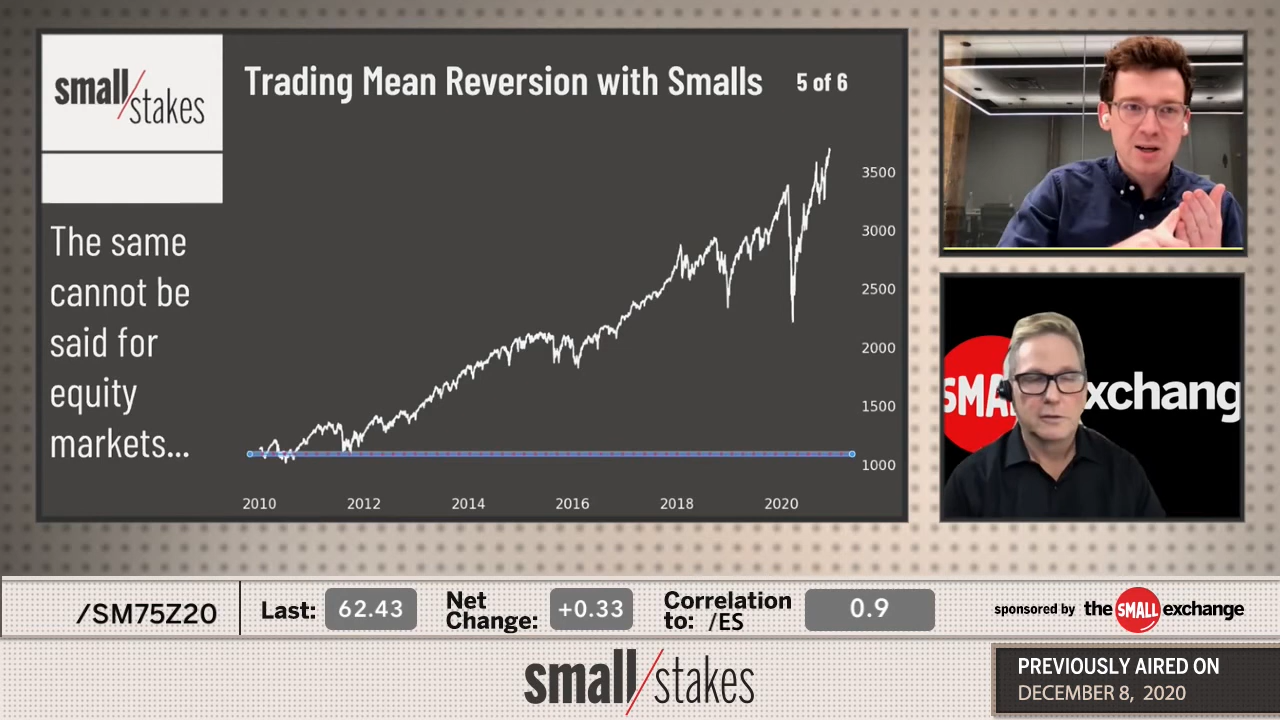 small/stakes
Trading Mean Reversion with Smalls
5 of 6
The same
cannot be
said for
equity
markets...
3500
3000
2500
2000
1500
1000
2010 2012 2014 2016 2018 2020
SMA
xchang
/SM75Z20
Last: 62.43
Net
Change: +0.33
Correlation
to: /ES 0.9
sponsored by the SMALL exchange
small/stakes
PREVIOUSLY AIRED ON
DECEMBER 8, 2020